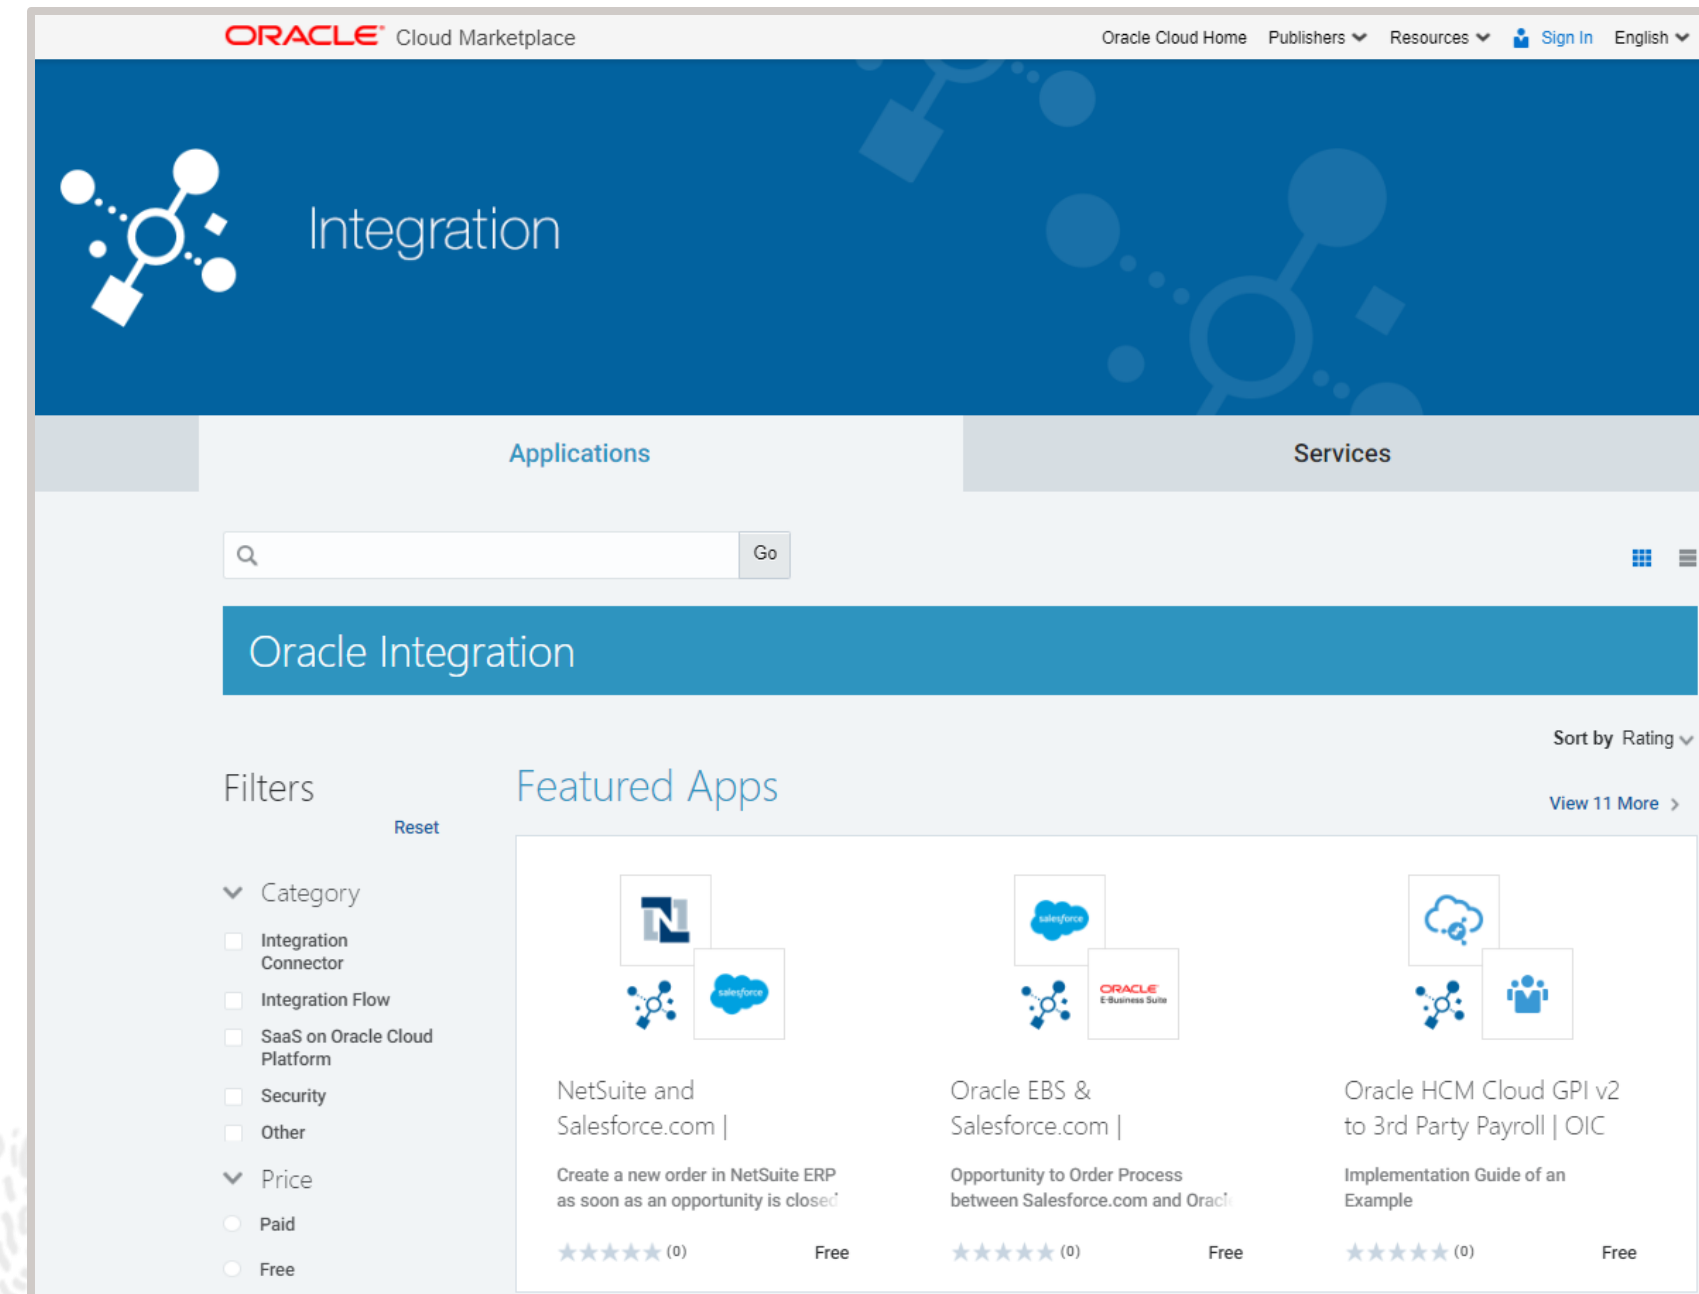 ORACLE Cloud Marketplace
Oracle Cloud Home Publishers Resources Sign In English
Integration
Applications
Services
Go
Oracle Integration
Sort by Rating
Filters
Reset
Featured Apps
View 11 More
Category
Integration
Connector
Integration Flow
SaaS on Oracle Cloud
Platform
Security
Other
Price
Paid
Free
N
salesforce
NetSuite and
Salesforce.com |
Create a new order in NetSuite ERP
as soon as an opportunity is closed
(0) Free
salesforce
ORACLE
E-Business Suite
Oracle EBS &
Salesforce.com |
Opportunity to Order Process
between Salesforce.com and Oracle
(0) Free
Oracle HCM Cloud GPI v2
to 3rd Party Payroll | OIC
Implementation Guide of an
Example
(0) Free